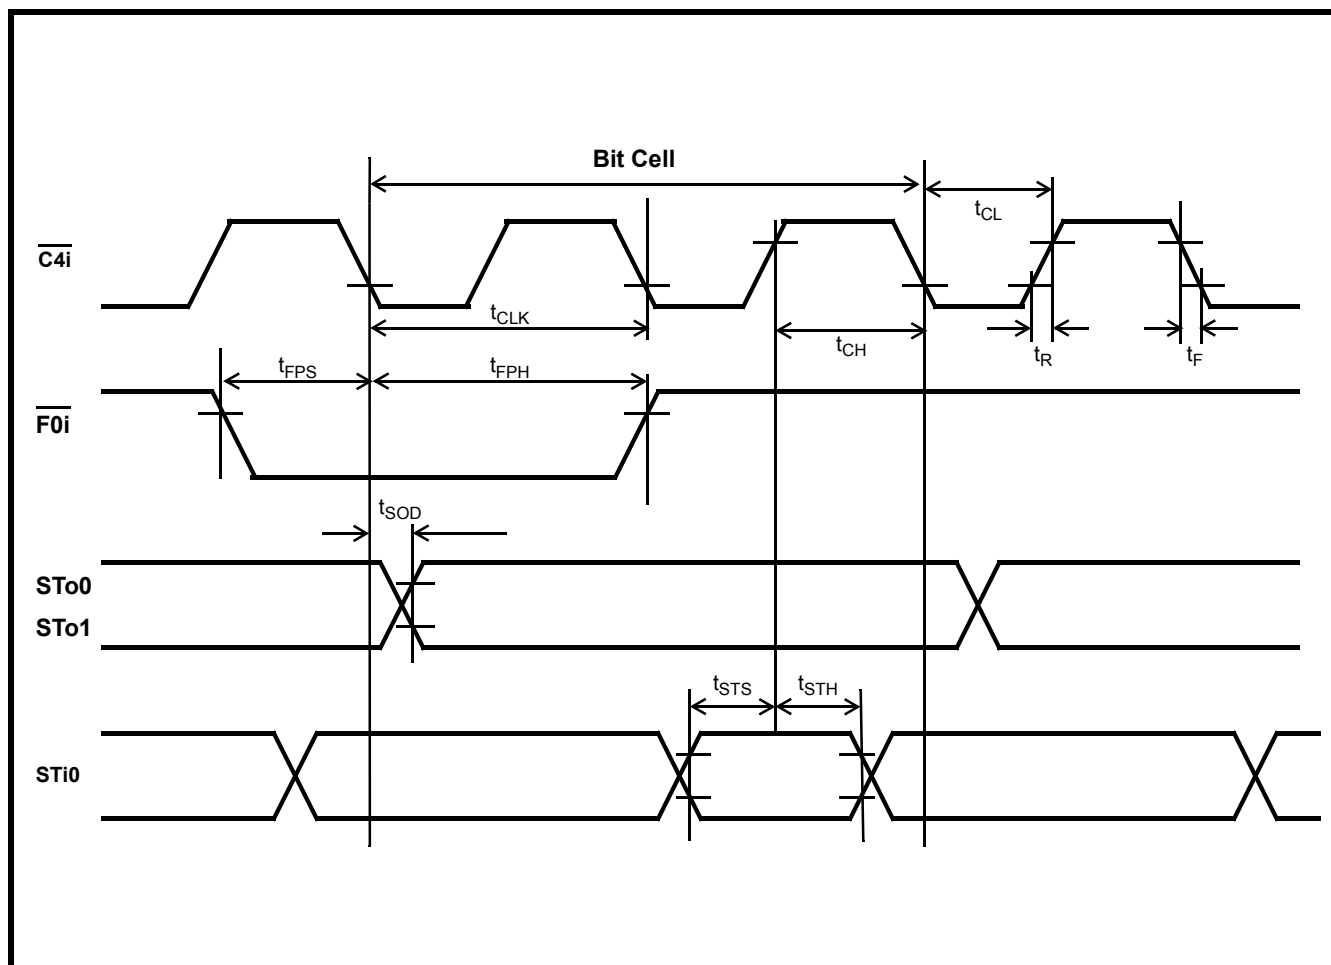 Bit Cell
tCL
C4i
tCLK
tCH
tR
tF
tFPS
tFPH
F0i
tSOD
STo0
STo1
tSTS
tSTH
STi0